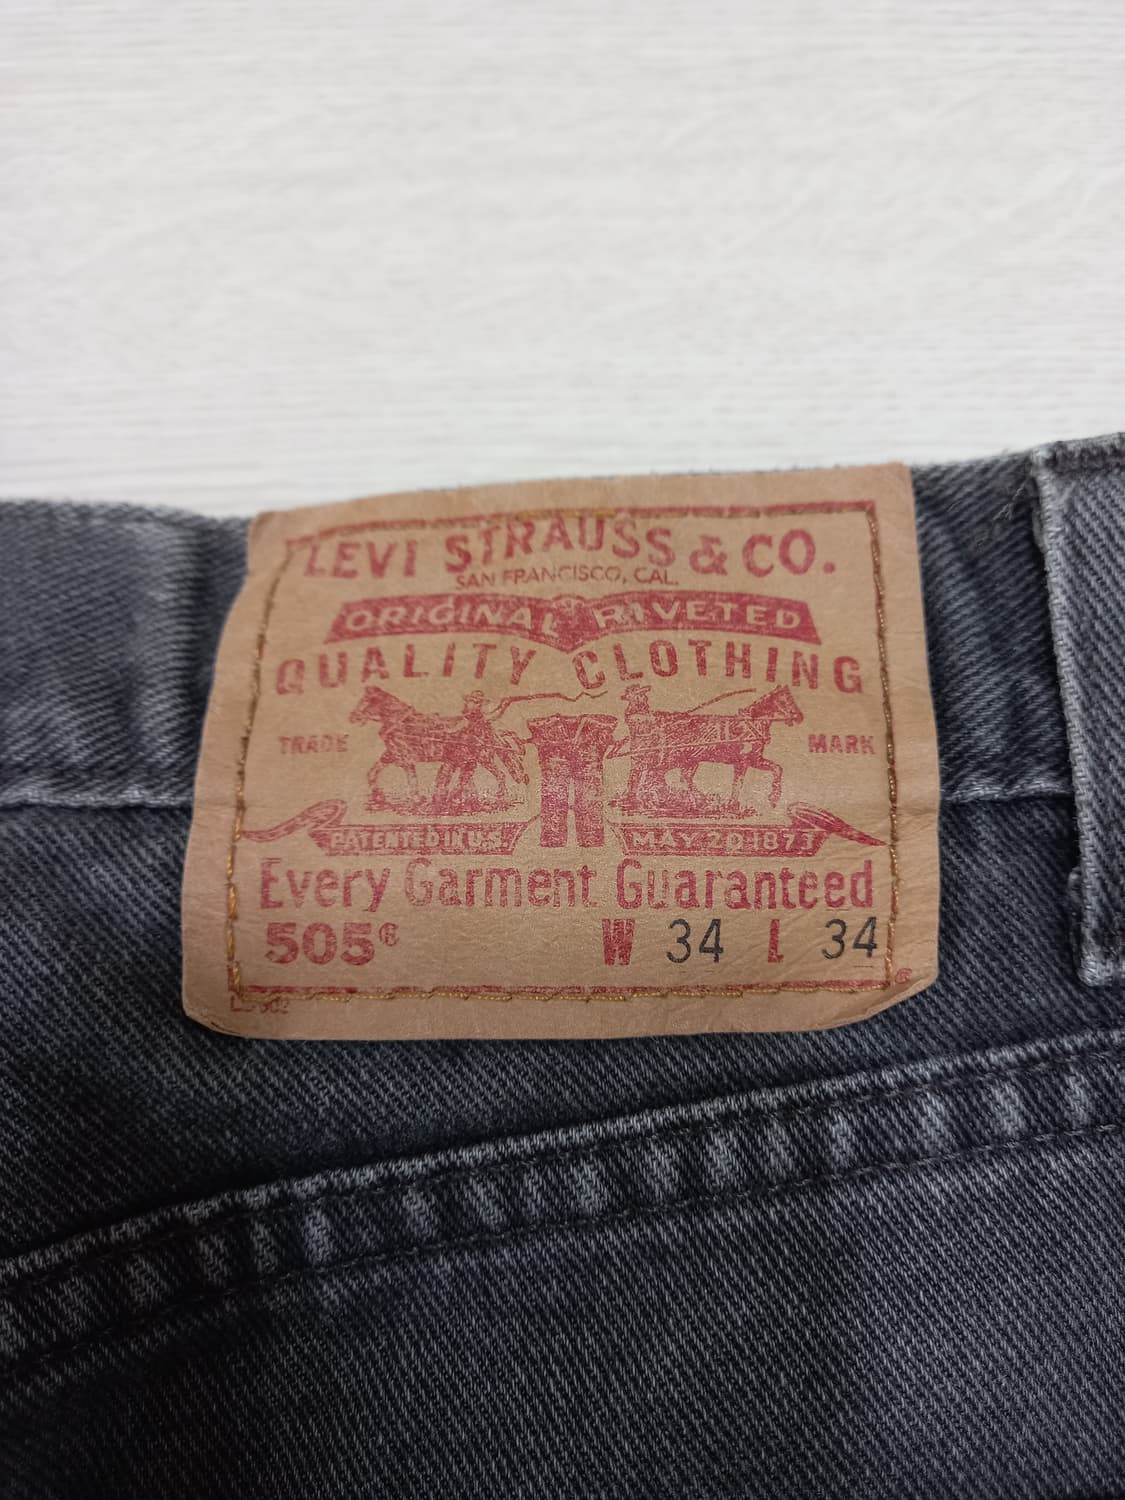 LEVI STRAUSS & CO.
SAN FRANCISCO, CAL.
ORIGINAL RIVETED
QUALITY CLOTHING
TRADE MARK
PATENTED IN U.S. MAY 20 1873
Every Garment Guaranteed
505® W 34 L 34
®